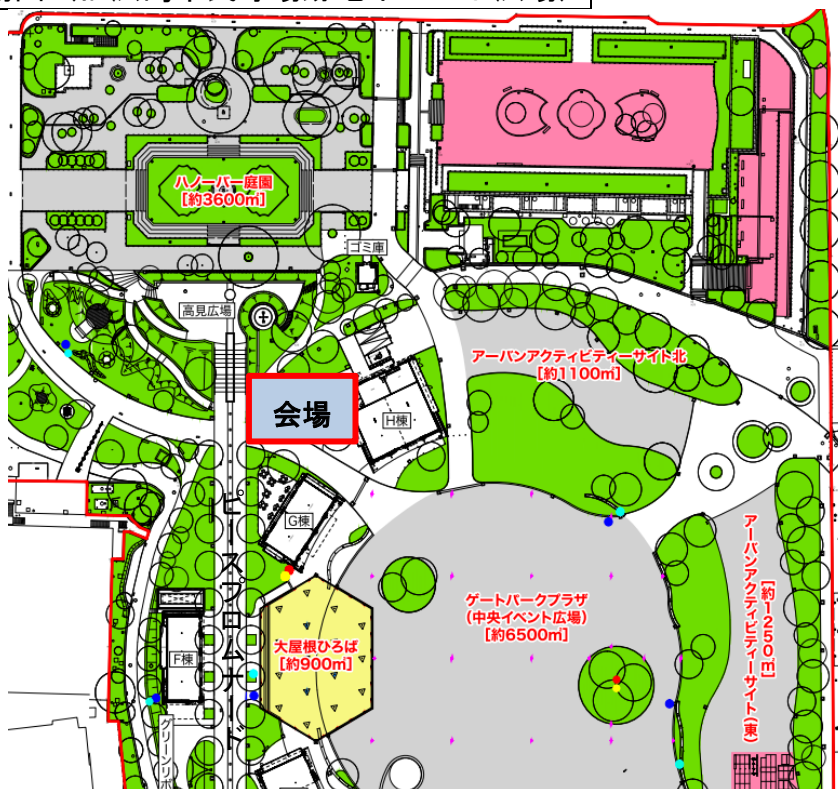 ハノーバー庭園
[約3600㎡]
ゴミ庫
高見広場
アーバンアクティビティーサイト北
[約1100㎡]
会場
H棟
G棟
ピースプロムナード
ゲートパークプラザ
(中央イベント広場)
[約6500㎡]
アーバンアクティビティーサイト(東)
[約1250㎡]
大屋根ひろば
[約900㎡]
F棟
グリーンリボ